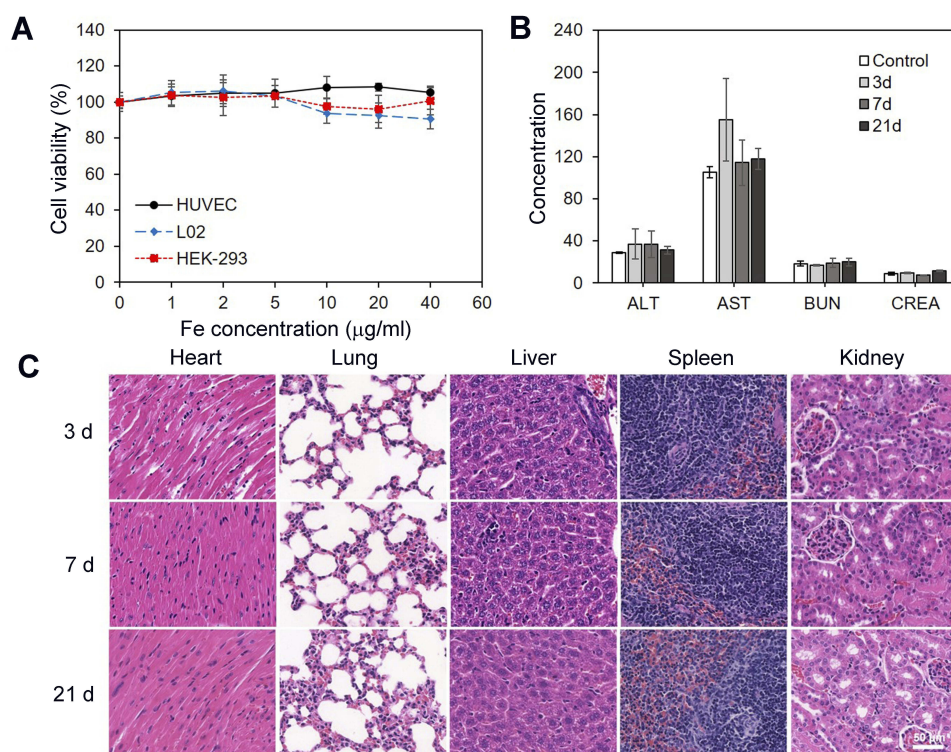 A
140
120
100
80
60
40
20
0
Cell viability (%)
HUVEC
L02
HEK-293
0 1 2 5 10 20 40 60
Fe concentration (μg/ml)
B
240
200
160
120
80
40
0
Concentration
Control
3d
7d
21d
ALT AST BUN CREA
C
Heart Lung Liver Spleen Kidney
3 d
7 d
21 d
50 μm